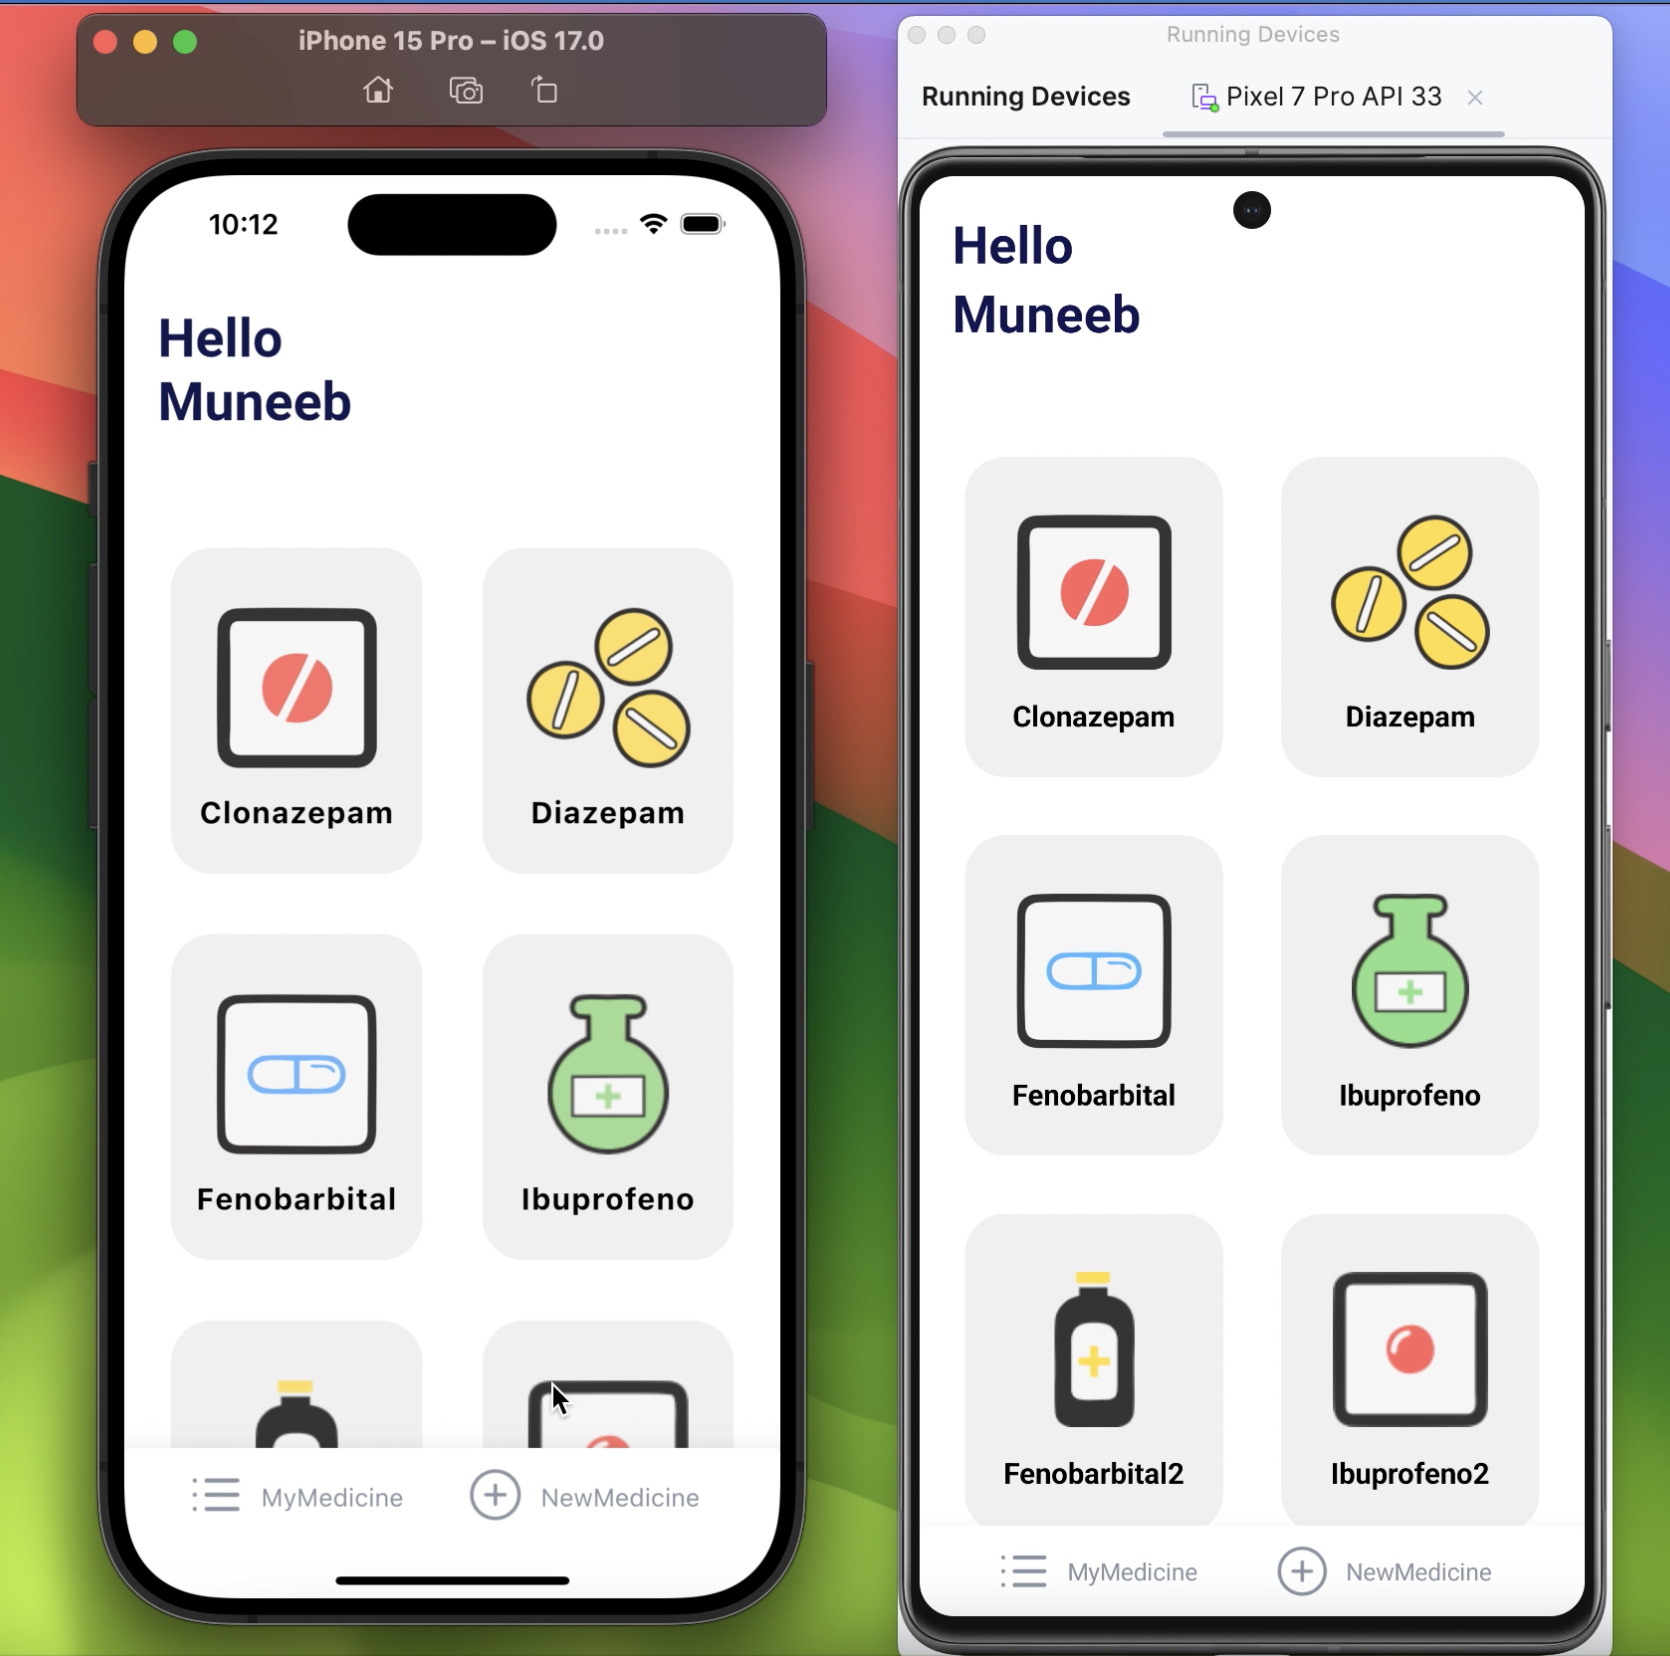 iPhone 15 Pro – iOS 17.0
10:12
Hello
Muneeb
Clonazepam
Diazepam
Fenobarbital
Ibuprofeno
MyMedicine
NewMedicine
Running Devices
Running Devices
Pixel 7 Pro API 33
Hello
Muneeb
Clonazepam
Diazepam
Fenobarbital
Ibuprofeno
Fenobarbital2
Ibuprofeno2
MyMedicine
NewMedicine